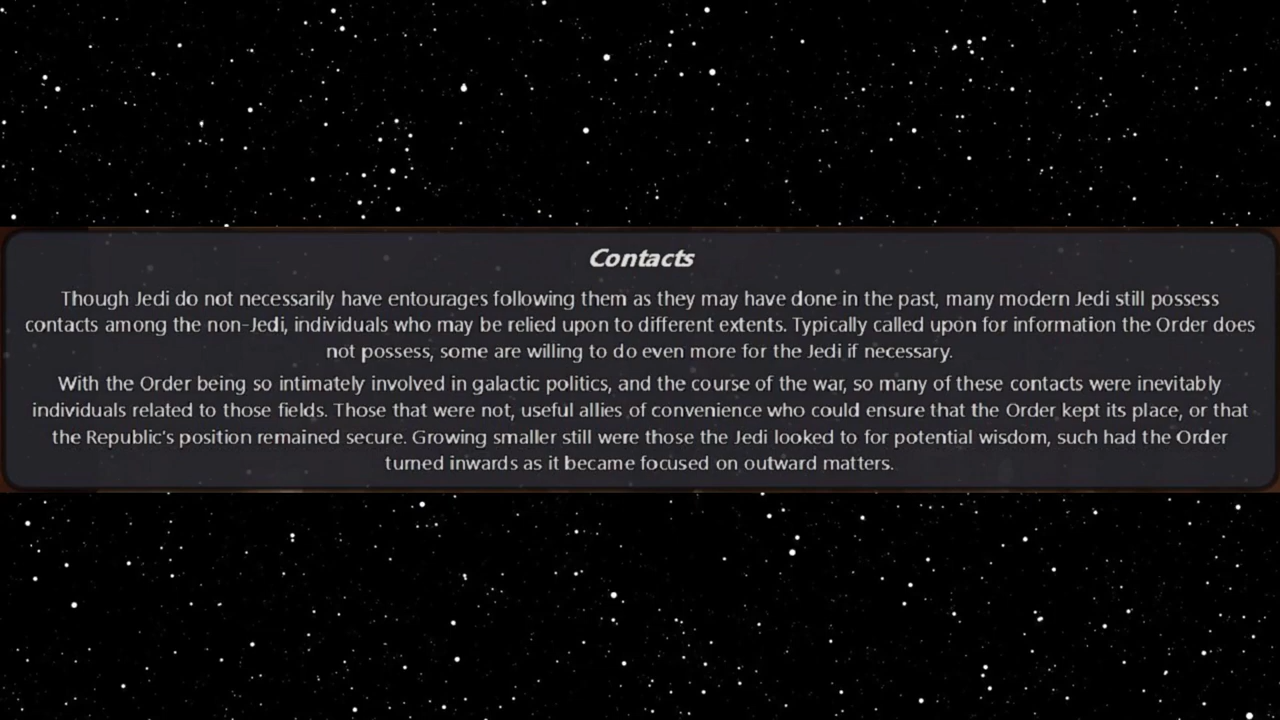 Contacts
Though Jedi do not necessarily have entourages following them as they may have done in the past, many modern Jedi still possess
contacts among the non-Jedi, individuals who may be relied upon to different extents. Typically called upon for information the Order does
not possess, some are willing to do even more for the Jedi if necessary.
With the Order being so intimately involved in galactic politics, and the course of the war, so many of these contacts were inevitably
individuals related to those fields. Those that were not, useful allies of convenience who could ensure that the Order kept its place, or that
the Republic's position remained secure. Growing smaller still were those the Jedi looked to for potential wisdom, such had the Order
turned inwards as it became focused on outward matters.